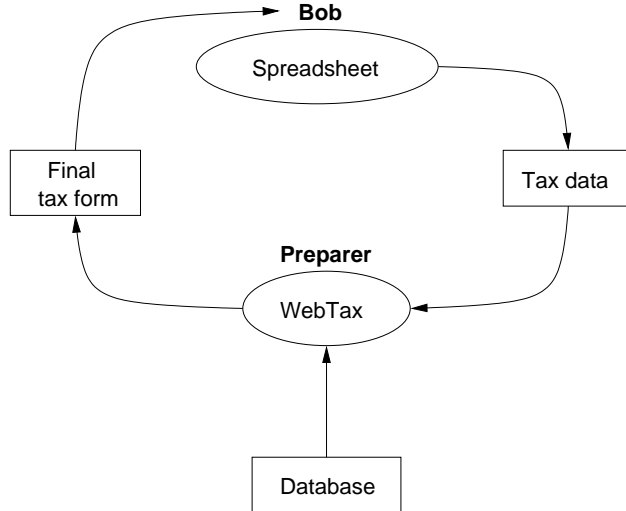 Bob
Spreadsheet
Final
tax form
Tax data
Preparer
WebTax
Database